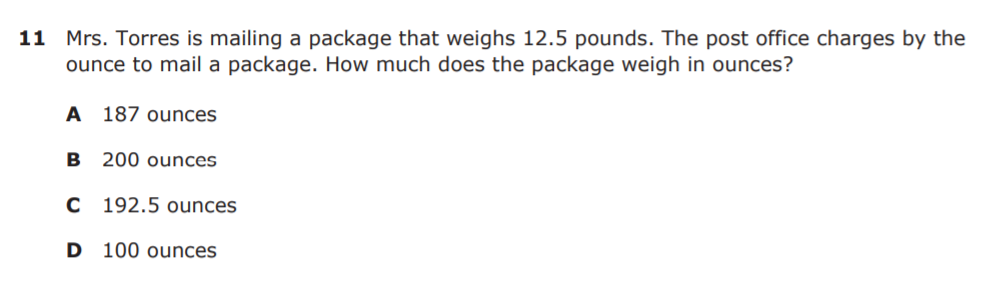 11 Mrs. Torres is mailing a package that weighs 12.5 pounds. The post office charges by the
ounce to mail a package. How much does the package weigh in ounces?
A 187 ounces
B 200 ounces
C 192.5 ounces
D 100 ounces